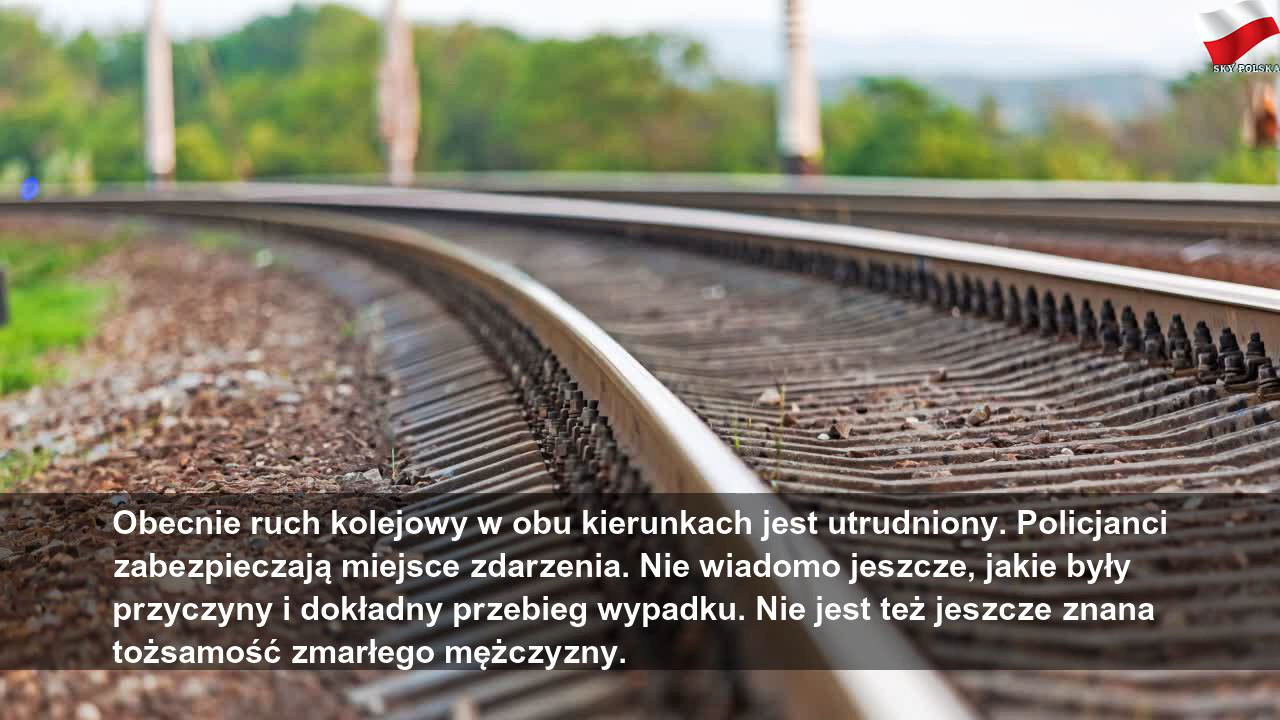 SKY POLSKA
Obecnie ruch kolejowy w obu kierunkach jest utrudniony. Policjanci
zabezpieczają miejsce zdarzenia. Nie wiadomo jeszcze, jakie były
przyczyny i dokładny przebieg wypadku. Nie jest też jeszcze znana
tożsamość zmarłego mężczyzny.